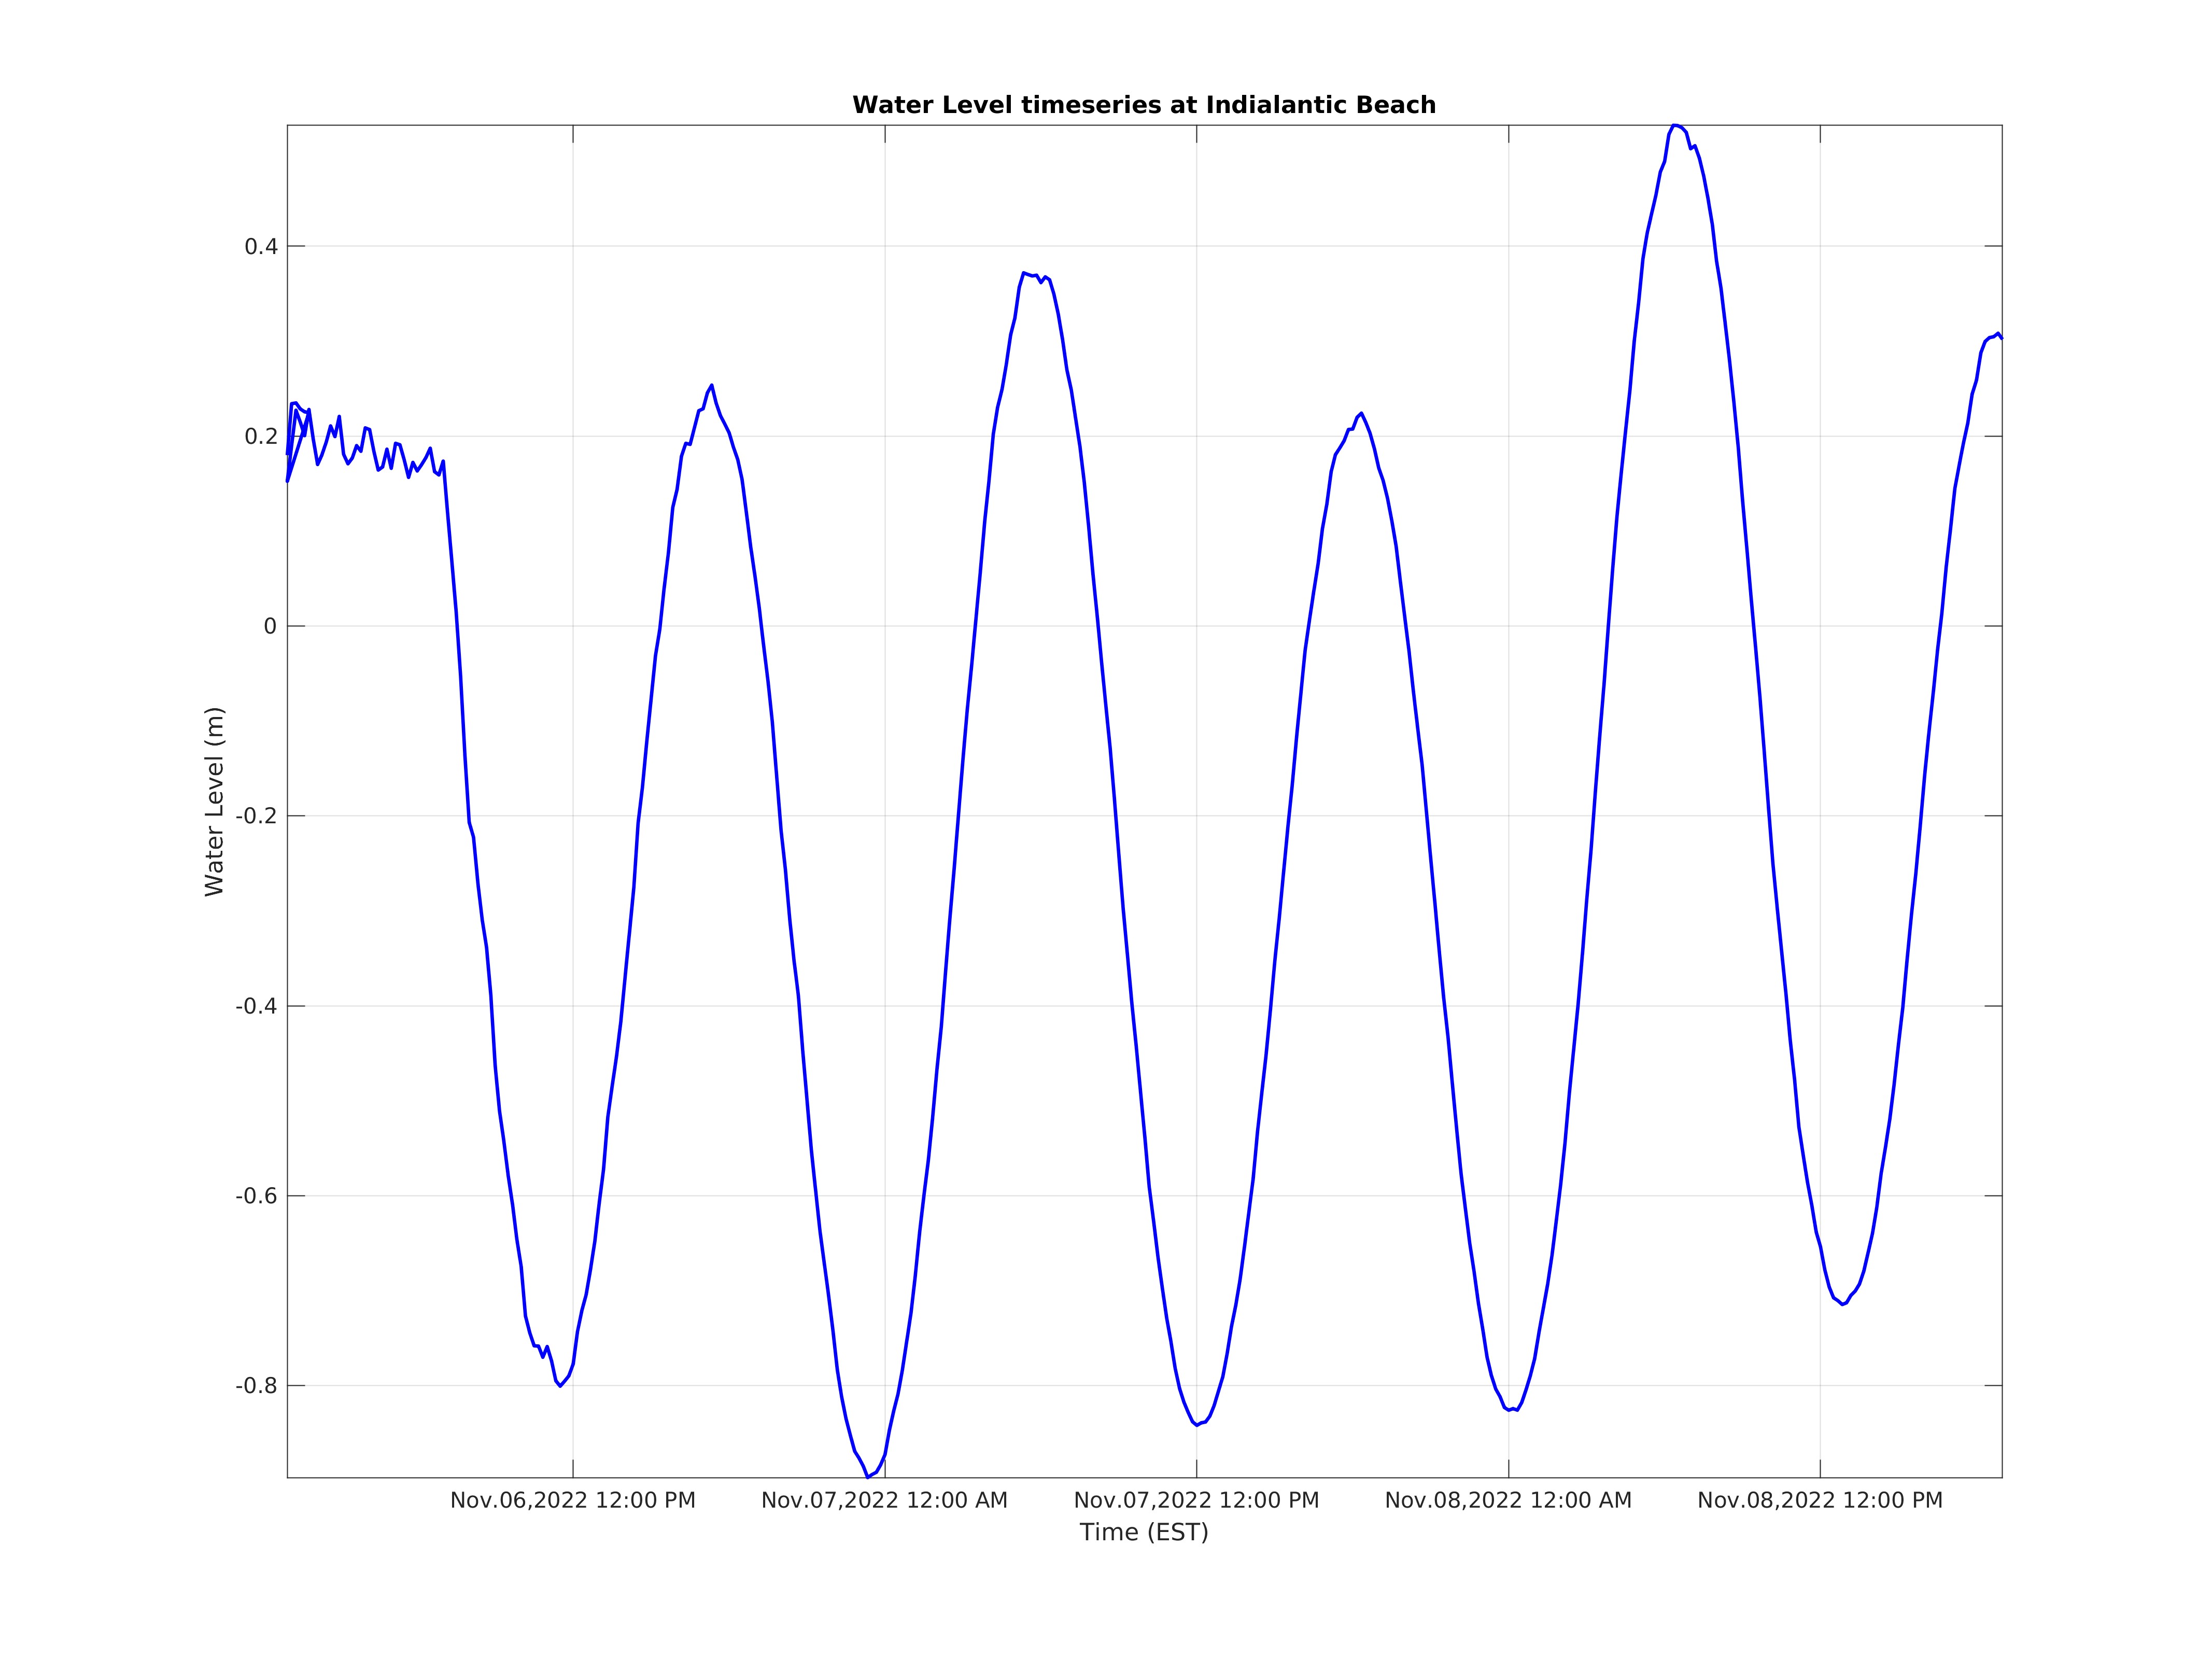 Water Level timeseries at Indialantic Beach
0.4
0.2
0
-0.2
-0.4
-0.6
-0.8
Water Level (m)
Nov.06,2022 12:00 PM
Nov.07,2022 12:00 AM
Nov.07,2022 12:00 PM
Nov.08,2022 12:00 AM
Nov.08,2022 12:00 PM
Time (EST)